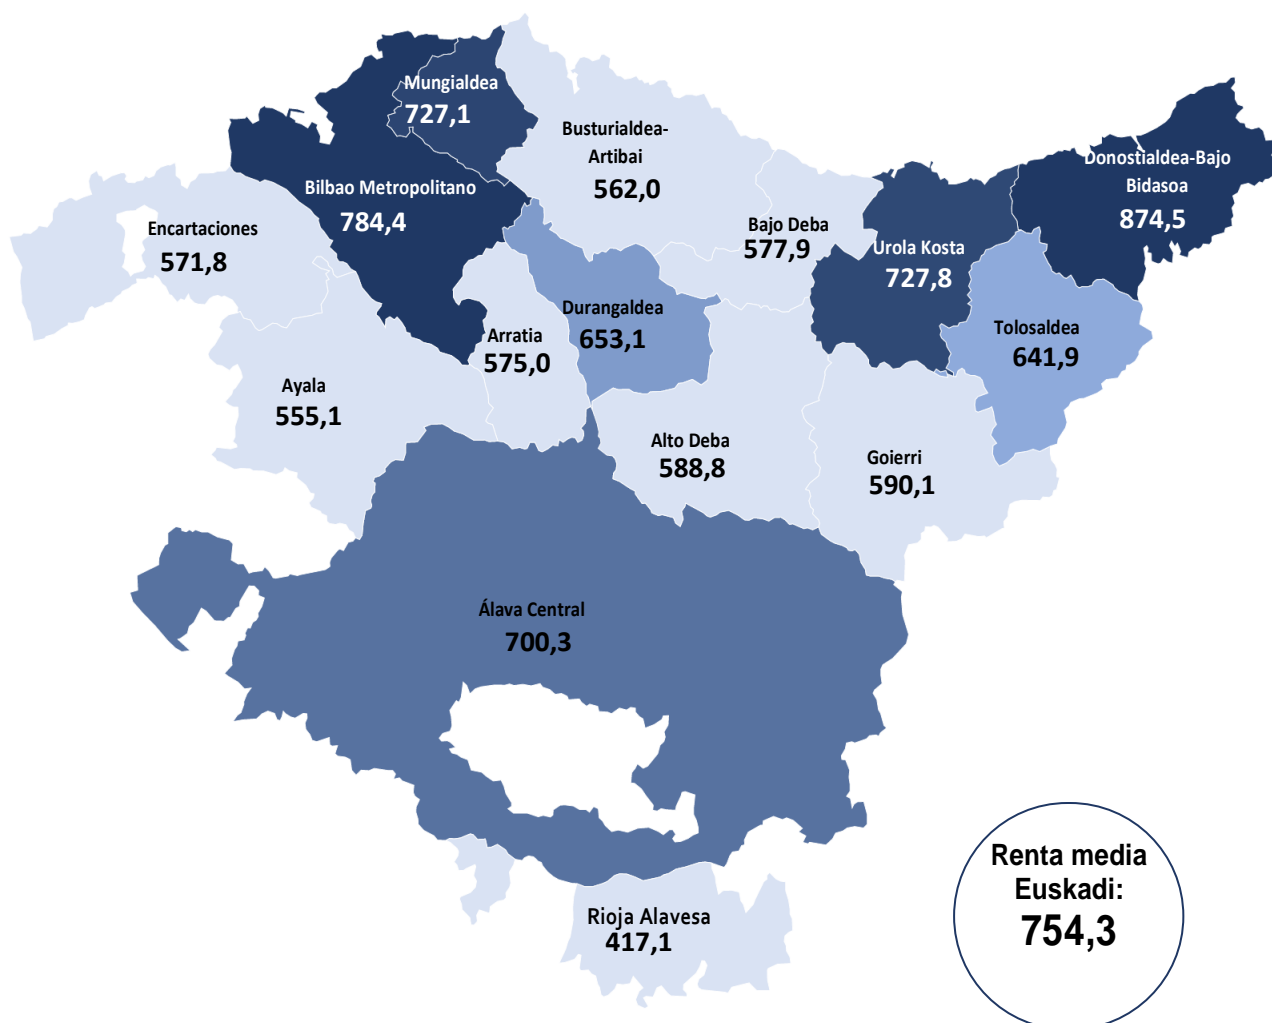 Mungialdea
727,1
Busturialdea-
Artibai
562,0
Donostialdea-Bajo
Bidasoa
874,5
Bilbao Metropolitano
784,4
Encartaciones
571,8
Bajo Deba
577,9
Urola Kosta
727,8
Durangaldea
653,1
Arratia
575,0
Tolosaldea
641,9
Ayala
555,1
Alto Deba
588,8
Goierri
590,1
Álava Central
700,3
Rioja Alavesa
417,1
Renta media
Euskadi:
754,3